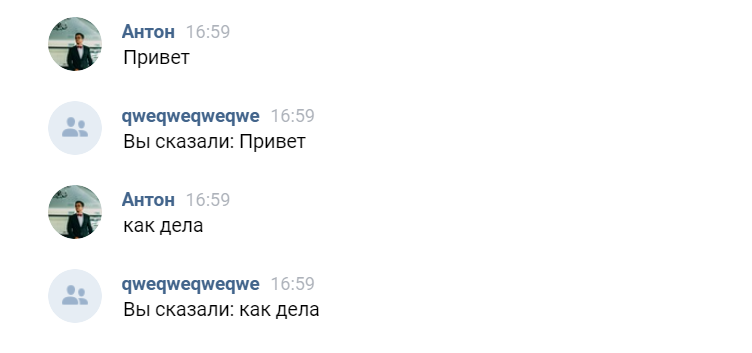 Антон 16:59
Привет
qweqweqweqwe 16:59
Вы сказали: Привет
Антон 16:59
как дела
qweqweqweqwe 16:59
Вы сказали: как дела